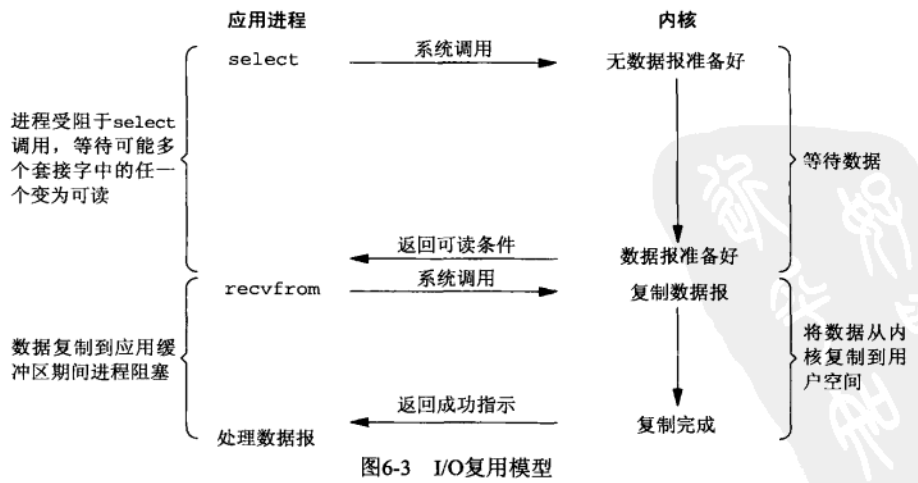 应用进程
内核
select
系统调用
无数据报准备好
进程受阻于select
调用，等待可能多
个套接字中的任一
个变为可读
等待数据
返回可读条件
数据报准备好
recvfrom
系统调用
复制数据报
数据复制到应用缓
冲区期间进程阻塞
将数据从内
核复制到用
户空间
返回成功指示
处理数据报
复制完成
图6-3 I/O复用模型